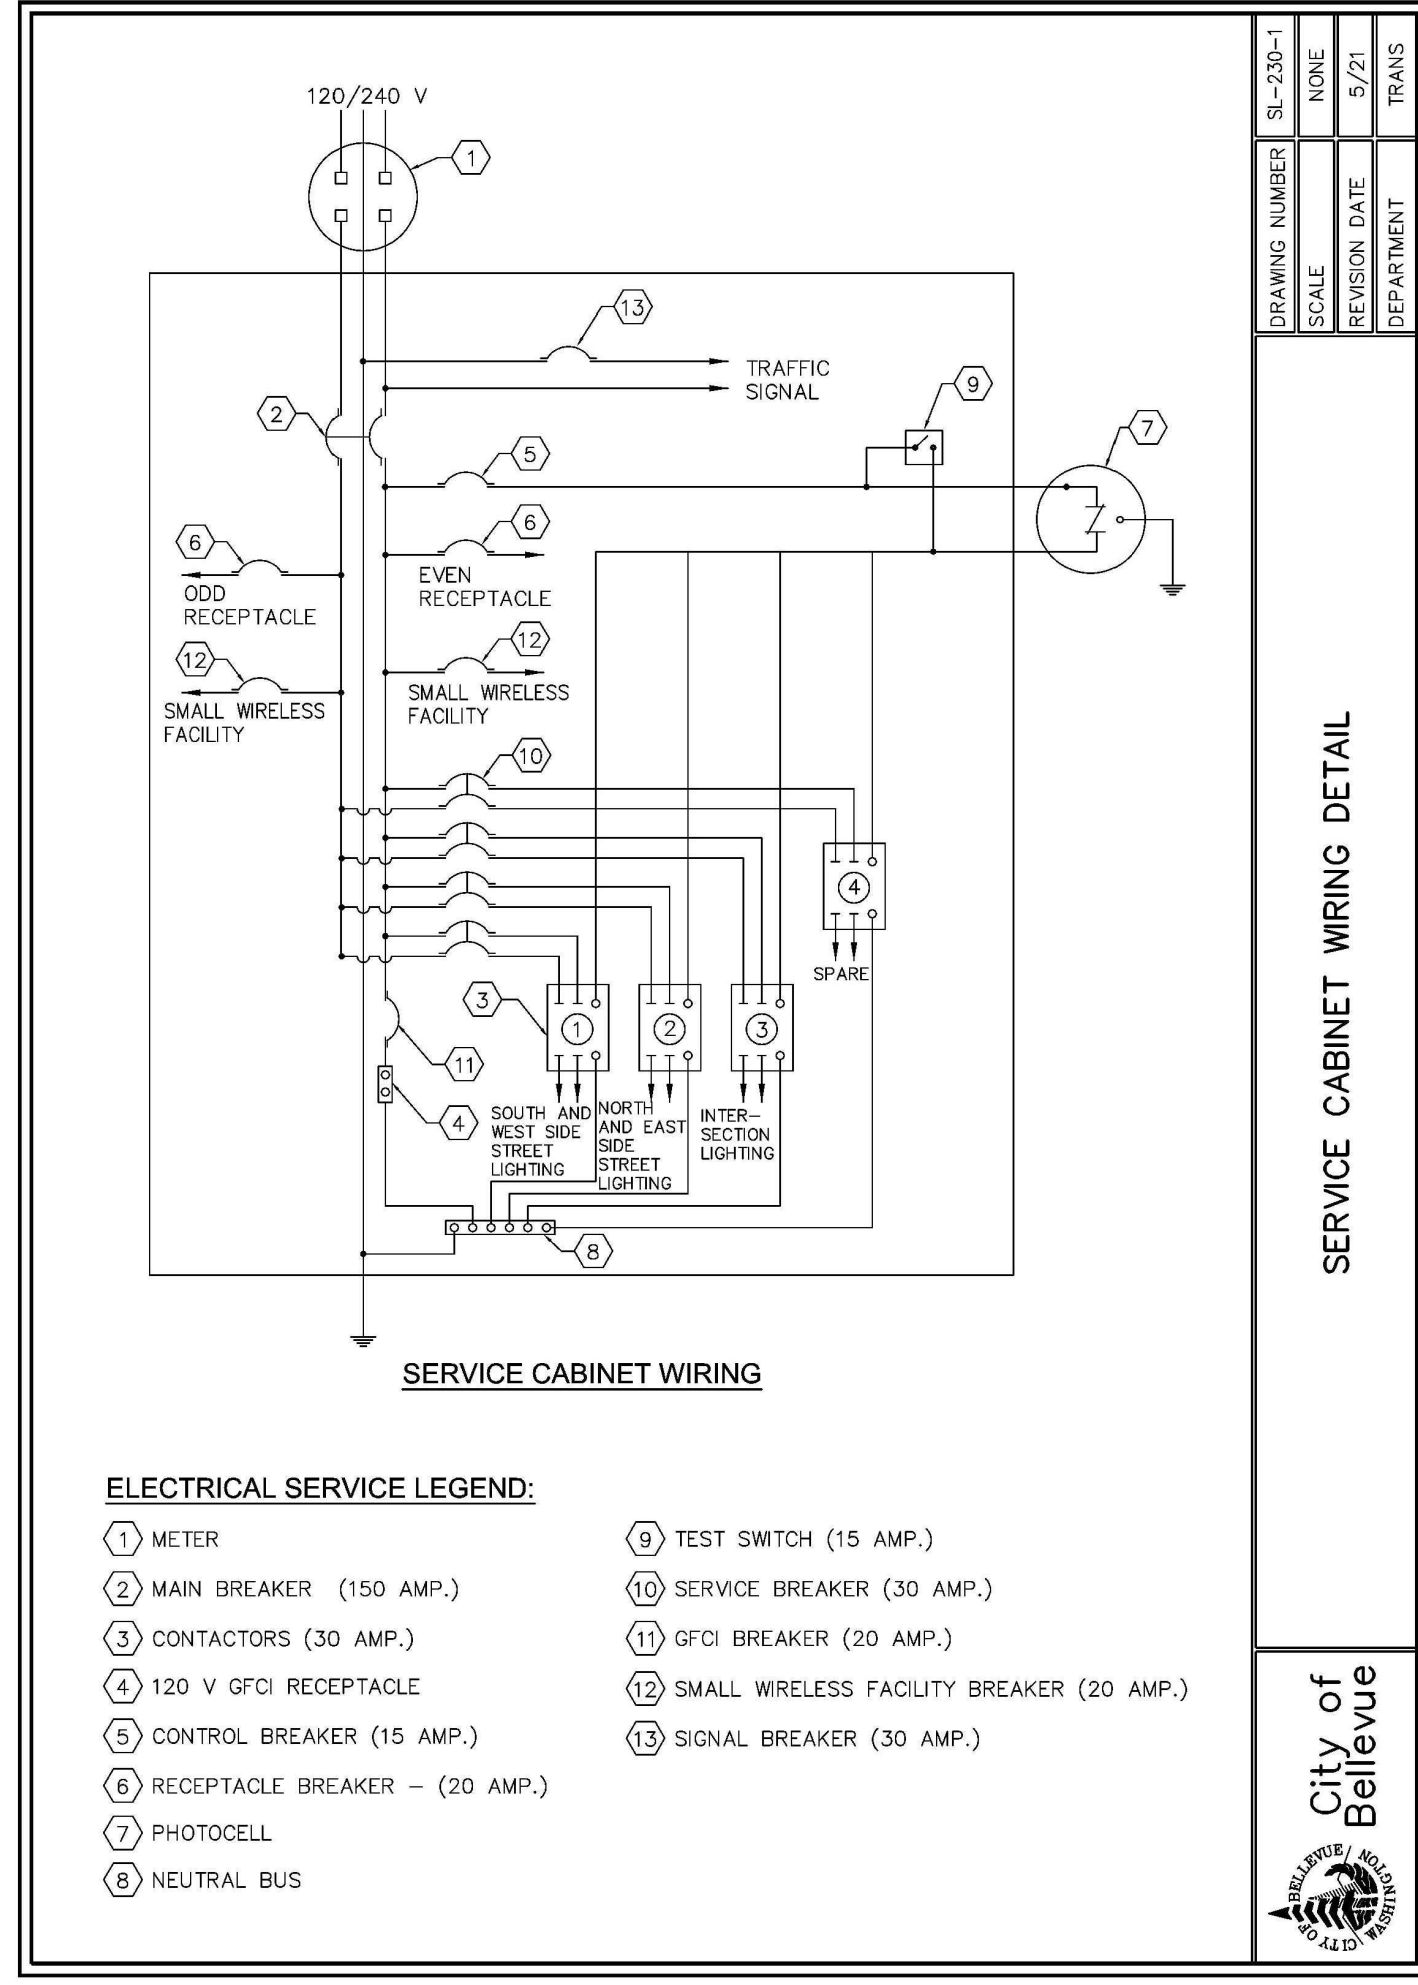 120/240 V
1
13
TRAFFIC
SIGNAL
9
2
7
5
6
6
EVEN
RECEPTACLE
ODD
RECEPTACLE
12
12
SMALL WIRELESS
FACILITY
SMALL WIRELESS
FACILITY
10
4
SPARE
3
1
2
3
11
4
SOUTH AND
WEST SIDE
STREET
LIGHTING
NORTH
AND EAST
SIDE
STREET
LIGHTING
INTER-
SECTION
LIGHTING
8
SERVICE CABINET WIRING
ELECTRICAL SERVICE LEGEND:
1 METER
2 MAIN BREAKER (150 AMP.)
3 CONTACTORS (30 AMP.)
4 120 V GFCI RECEPTACLE
5 CONTROL BREAKER (15 AMP.)
6 RECEPTACLE BREAKER - (20 AMP.)
7 PHOTOCELL
8 NEUTRAL BUS
9 TEST SWITCH (15 AMP.)
10 SERVICE BREAKER (30 AMP.)
11 GFCI BREAKER (20 AMP.)
12 SMALL WIRELESS FACILITY BREAKER (20 AMP.)
13 SIGNAL BREAKER (30 AMP.)
DRAWING NUMBER SL-230-1
SCALE NONE
REVISION DATE 5/21
DEPARTMENT TRANS
SERVICE CABINET WIRING DETAIL
City of
Bellevue
CITY OF BELLEVUE WASHINGTON